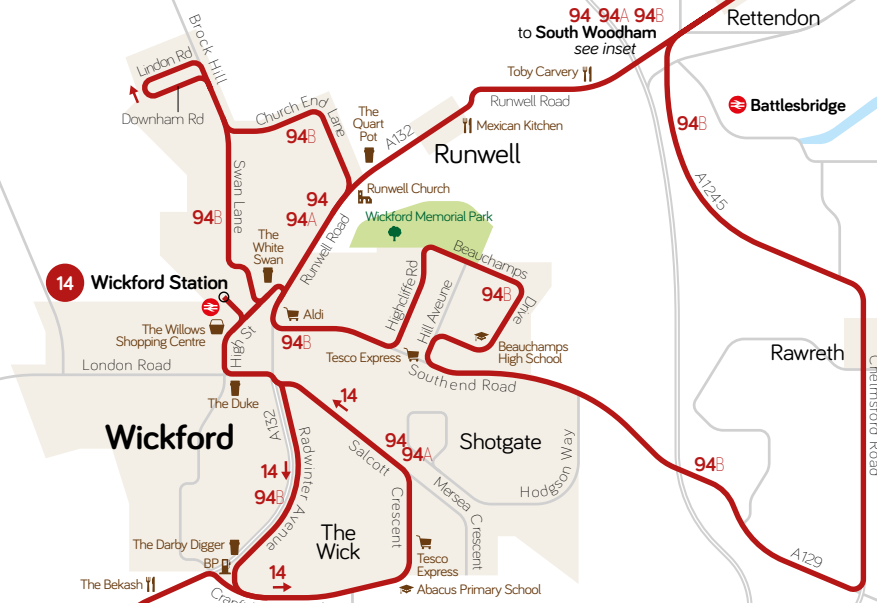 94 94A 94B
to South Woodham
see inset
Rettendon
Brock Hill
Lindon Rd
Downham Rd
Church End Lane
94B
The
Quart
Pot
A132
Toby Carvery
Runwell Road
Mexican Kitchen
Battlesbridge
94B
A1245
Runwell
Swan Lane
94B
94
94A
Runwell Church
Wickford Memorial Park
The
White
Swan
Runwell Road
Beauchamps Drive
94B
Highcliffe Rd
Hill Aveune
14
Wickford Station
Aldi
The Willows
Shopping Centre
High St
94B
Tesco Express
Beauchamps
High School
Southend Road
London Road
The Duke
Rawreth
Chelmsford Road
Wickford
A132
14
94
94A
Shotgate
Radwinter Avenue
Salcott Crescent
Mersea Crescent
Hodgson Way
94B
14
94B
The
Wick
The Darby Digger
BP
The Bekash
14
Tesco
Express
Abacus Primary School
A129